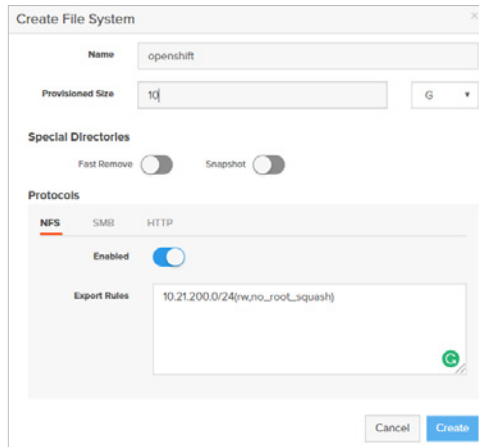 Create File System
×
Name openshift
Provisioned Size 10 G
Special Directories
Fast Remove Snapshot
Protocols
NFS SMB HTTP
Enabled
Export Rules 10.21.200.0/24(rw,no_root_squash)
Cancel Create